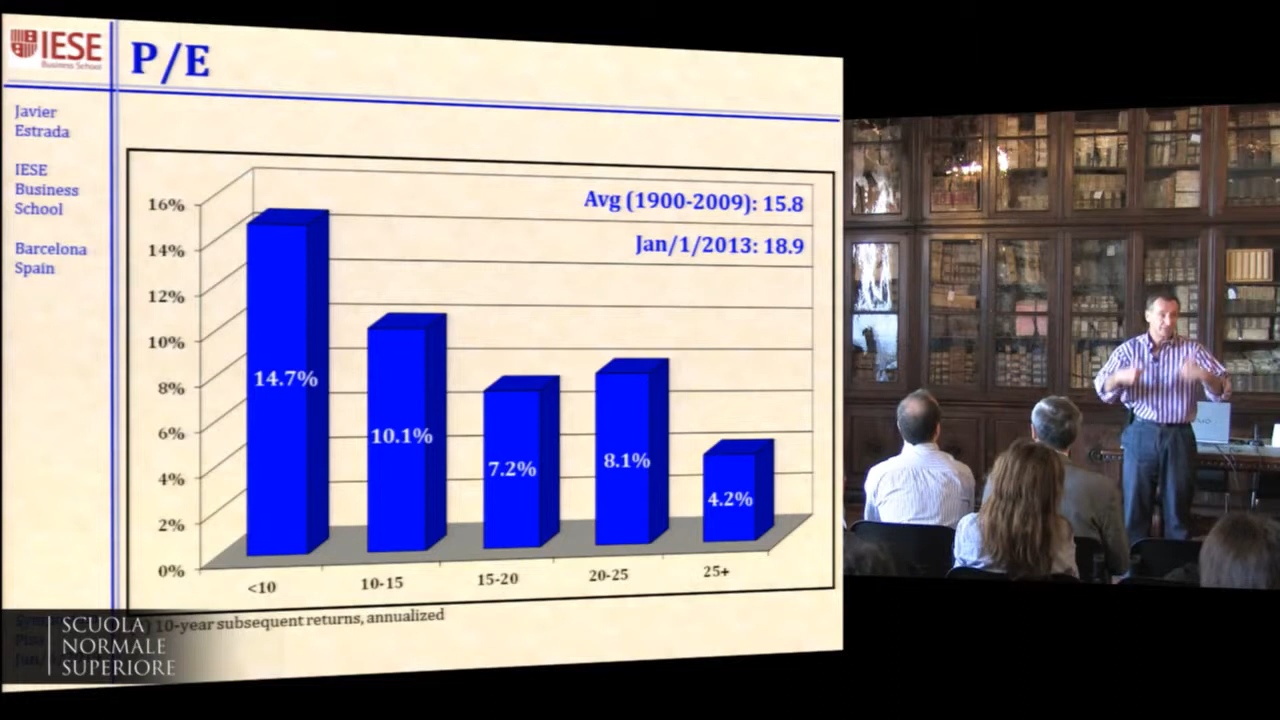 IESE
Business School
P/E
Javier
Estrada
IESE
Business
School
Barcelona
Spain
Avg (1900-2009): 15.8
Jan/1/2013: 18.9
16%
14%
12%
10%
8%
6%
4%
2%
0%
14.7%
10.1%
7.2%
8.1%
4.2%
<10
10-15
15-20
20-25
25+
10-year subsequent returns, annualized
SCUOLA
NORMALE
SUPERIORE